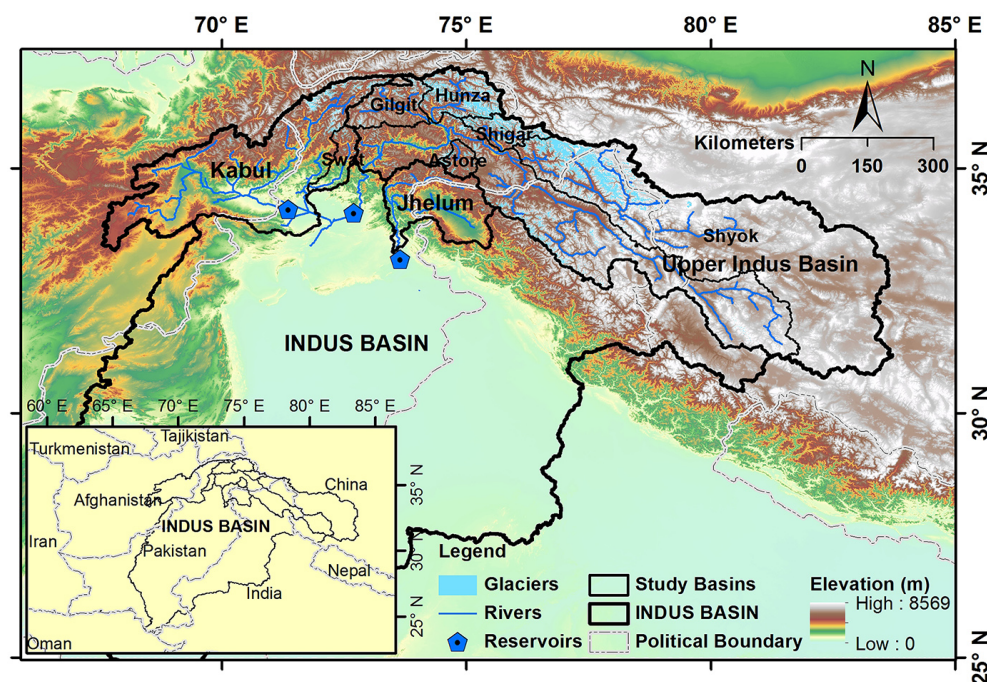 70° E
75° E
80° E
85° E
N
Kilometers
0
150
300
Hunza
Gilgit
Shigar
Swat
Astore
Kabul
Jhelum
Shyok
Upper Indus Basin
INDUS BASIN
35° N
30° N
25° N
60° E
65° E
70° E
75° E
80° E
85° E
Turkmenistan
Tajikistan
China
Afghanistan
INDUS BASIN
Iran
Pakistan
Nepal
India
Oman
35° N
30° N
25° N
Legend
Glaciers
Rivers
Reservoirs
Study Basins
INDUS BASIN
Political Boundary
Elevation (m)
High : 8569
Low : 0